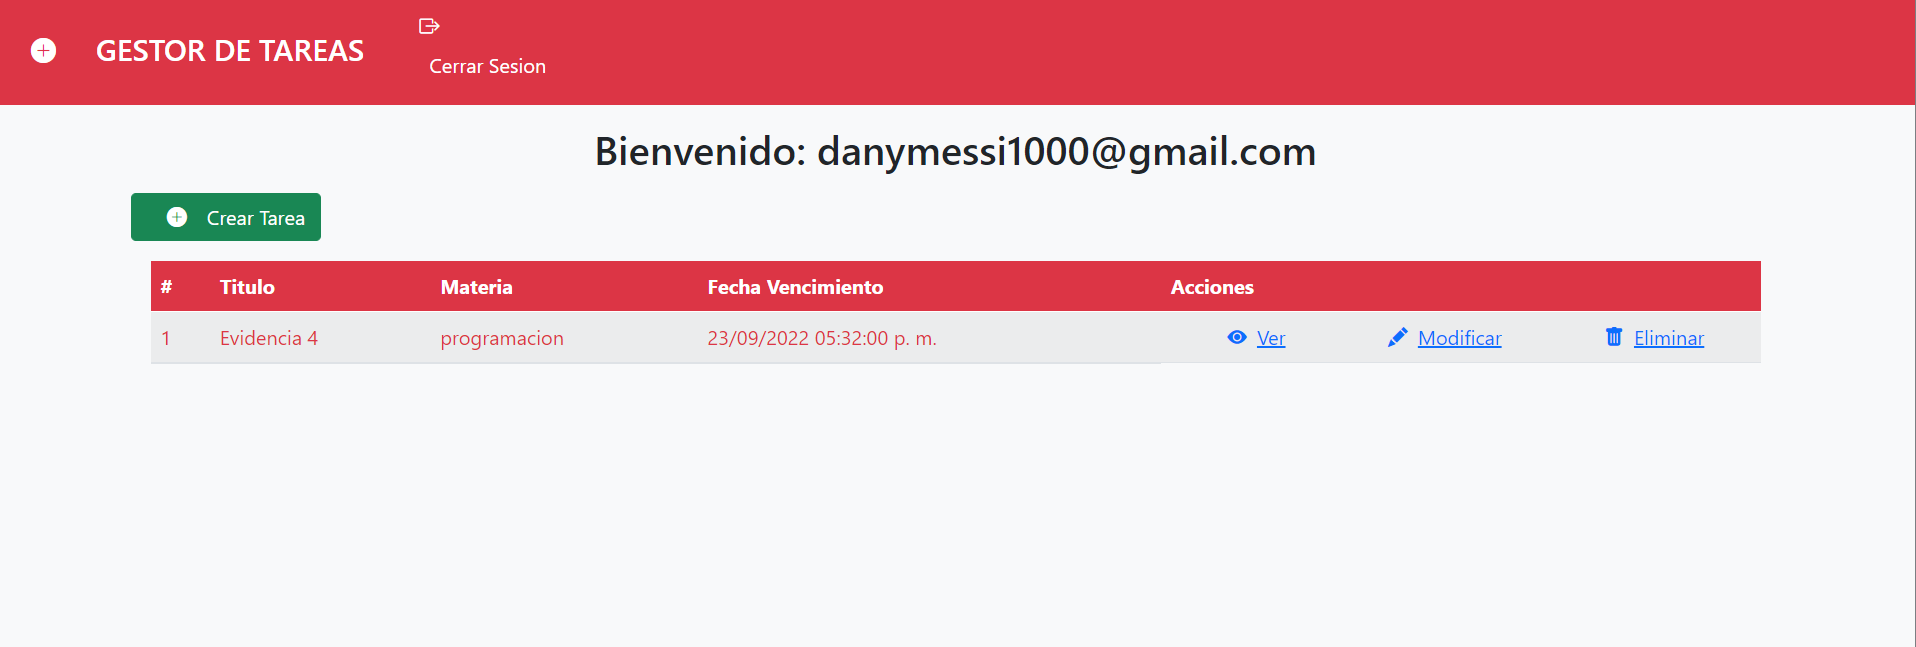 GESTOR DE TAREAS
Cerrar Sesion
Bienvenido: danymessi1000@gmail.com
Crear Tarea
# Titulo Materia Fecha Vencimiento Acciones
1 Evidencia 4 programacion 23/09/2022 05:32:00 p. m. Ver Modificar Eliminar